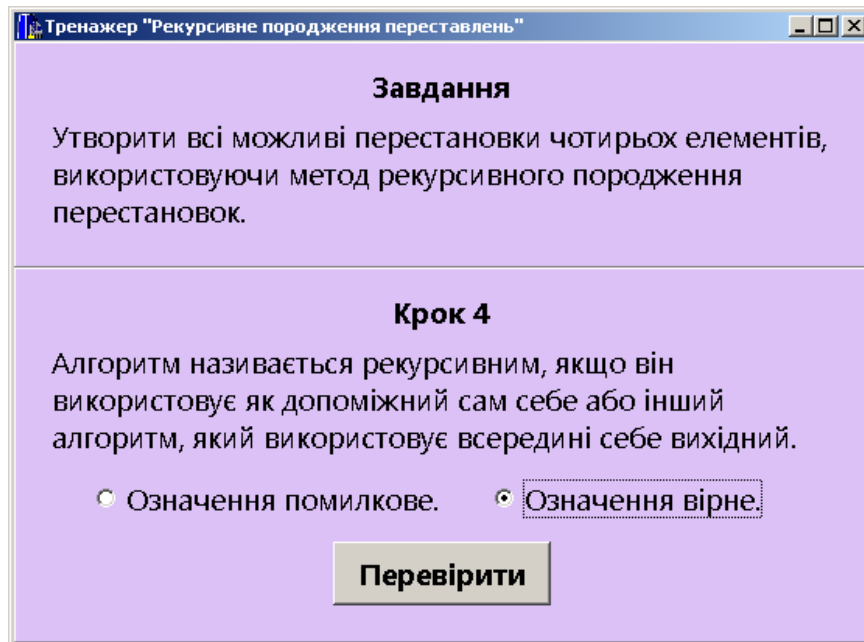 Тренажер "Рекурсивне породження переставлень"
Завдання
Утворити всі можливі перестановки чотирьох елементів,
використовуючи метод рекурсивного породження
перестановок.
Крок 4
Алгоритм називається рекурсивним, якщо він
використовує як допоміжний сам себе або інший
алгоритм, який використовує всередині себе вихідний.
Означення помилкове. Означення вірне.
Перевірити